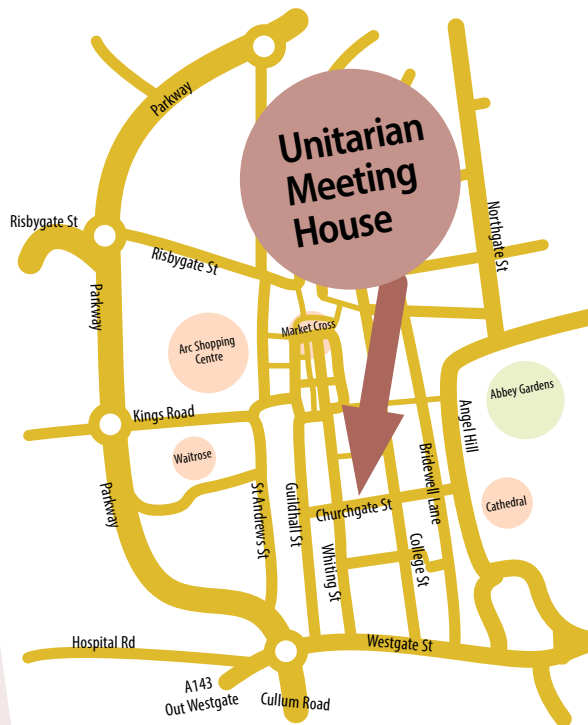 Parkway
Unitarian
Meeting
House
Risbygate St
Risbygate St
Northgate St
Parkway
Market Cross
Arc Shopping
Centre
Abbey Gardens
Kings Road
Angel Hill
Waitrose
Bridewell Lane
Parkway
St Andrews St
Guildhall St
Cathedral
Churchgate St
Whiting St
College St
Hospital Rd
Westgate St
A143
Out Westgate
Cullum Road